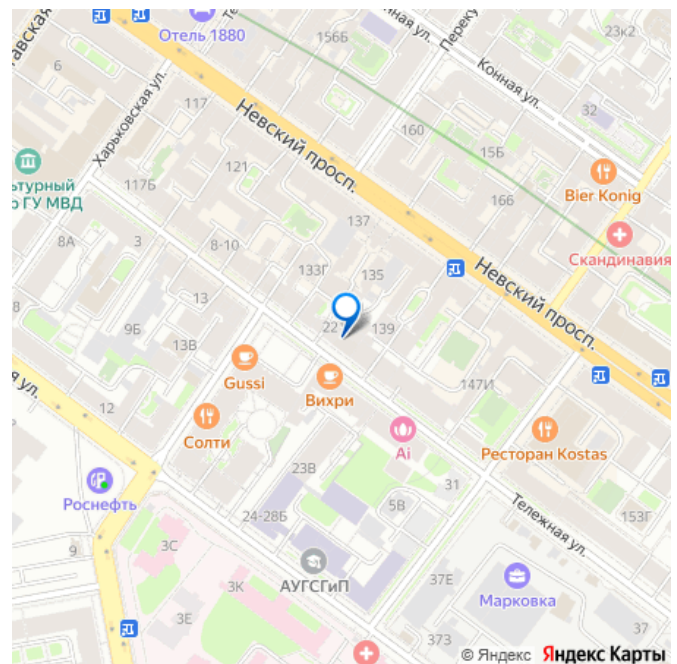 Отель 1880
156Б
Конная ул.
23к2
6
117
Харьковская ул.
Невский просп.
160
32
15Б
Bier Konig
121
117Б
166
137
Скандинавия
8А
3
8-10
133Г
135
Невский просп.
13
22
139
9Б
13В
Gussi
Вихри
147И
12
Солти
Ai
Ресторан Kostas
23В
31
Роснефть
5В
Тележная ул.
24-28Б
153Г
9
3С
АУГСГиП
3К
37Е
Марковка
3Е
373
37
© Яндекс Яндекс Карты